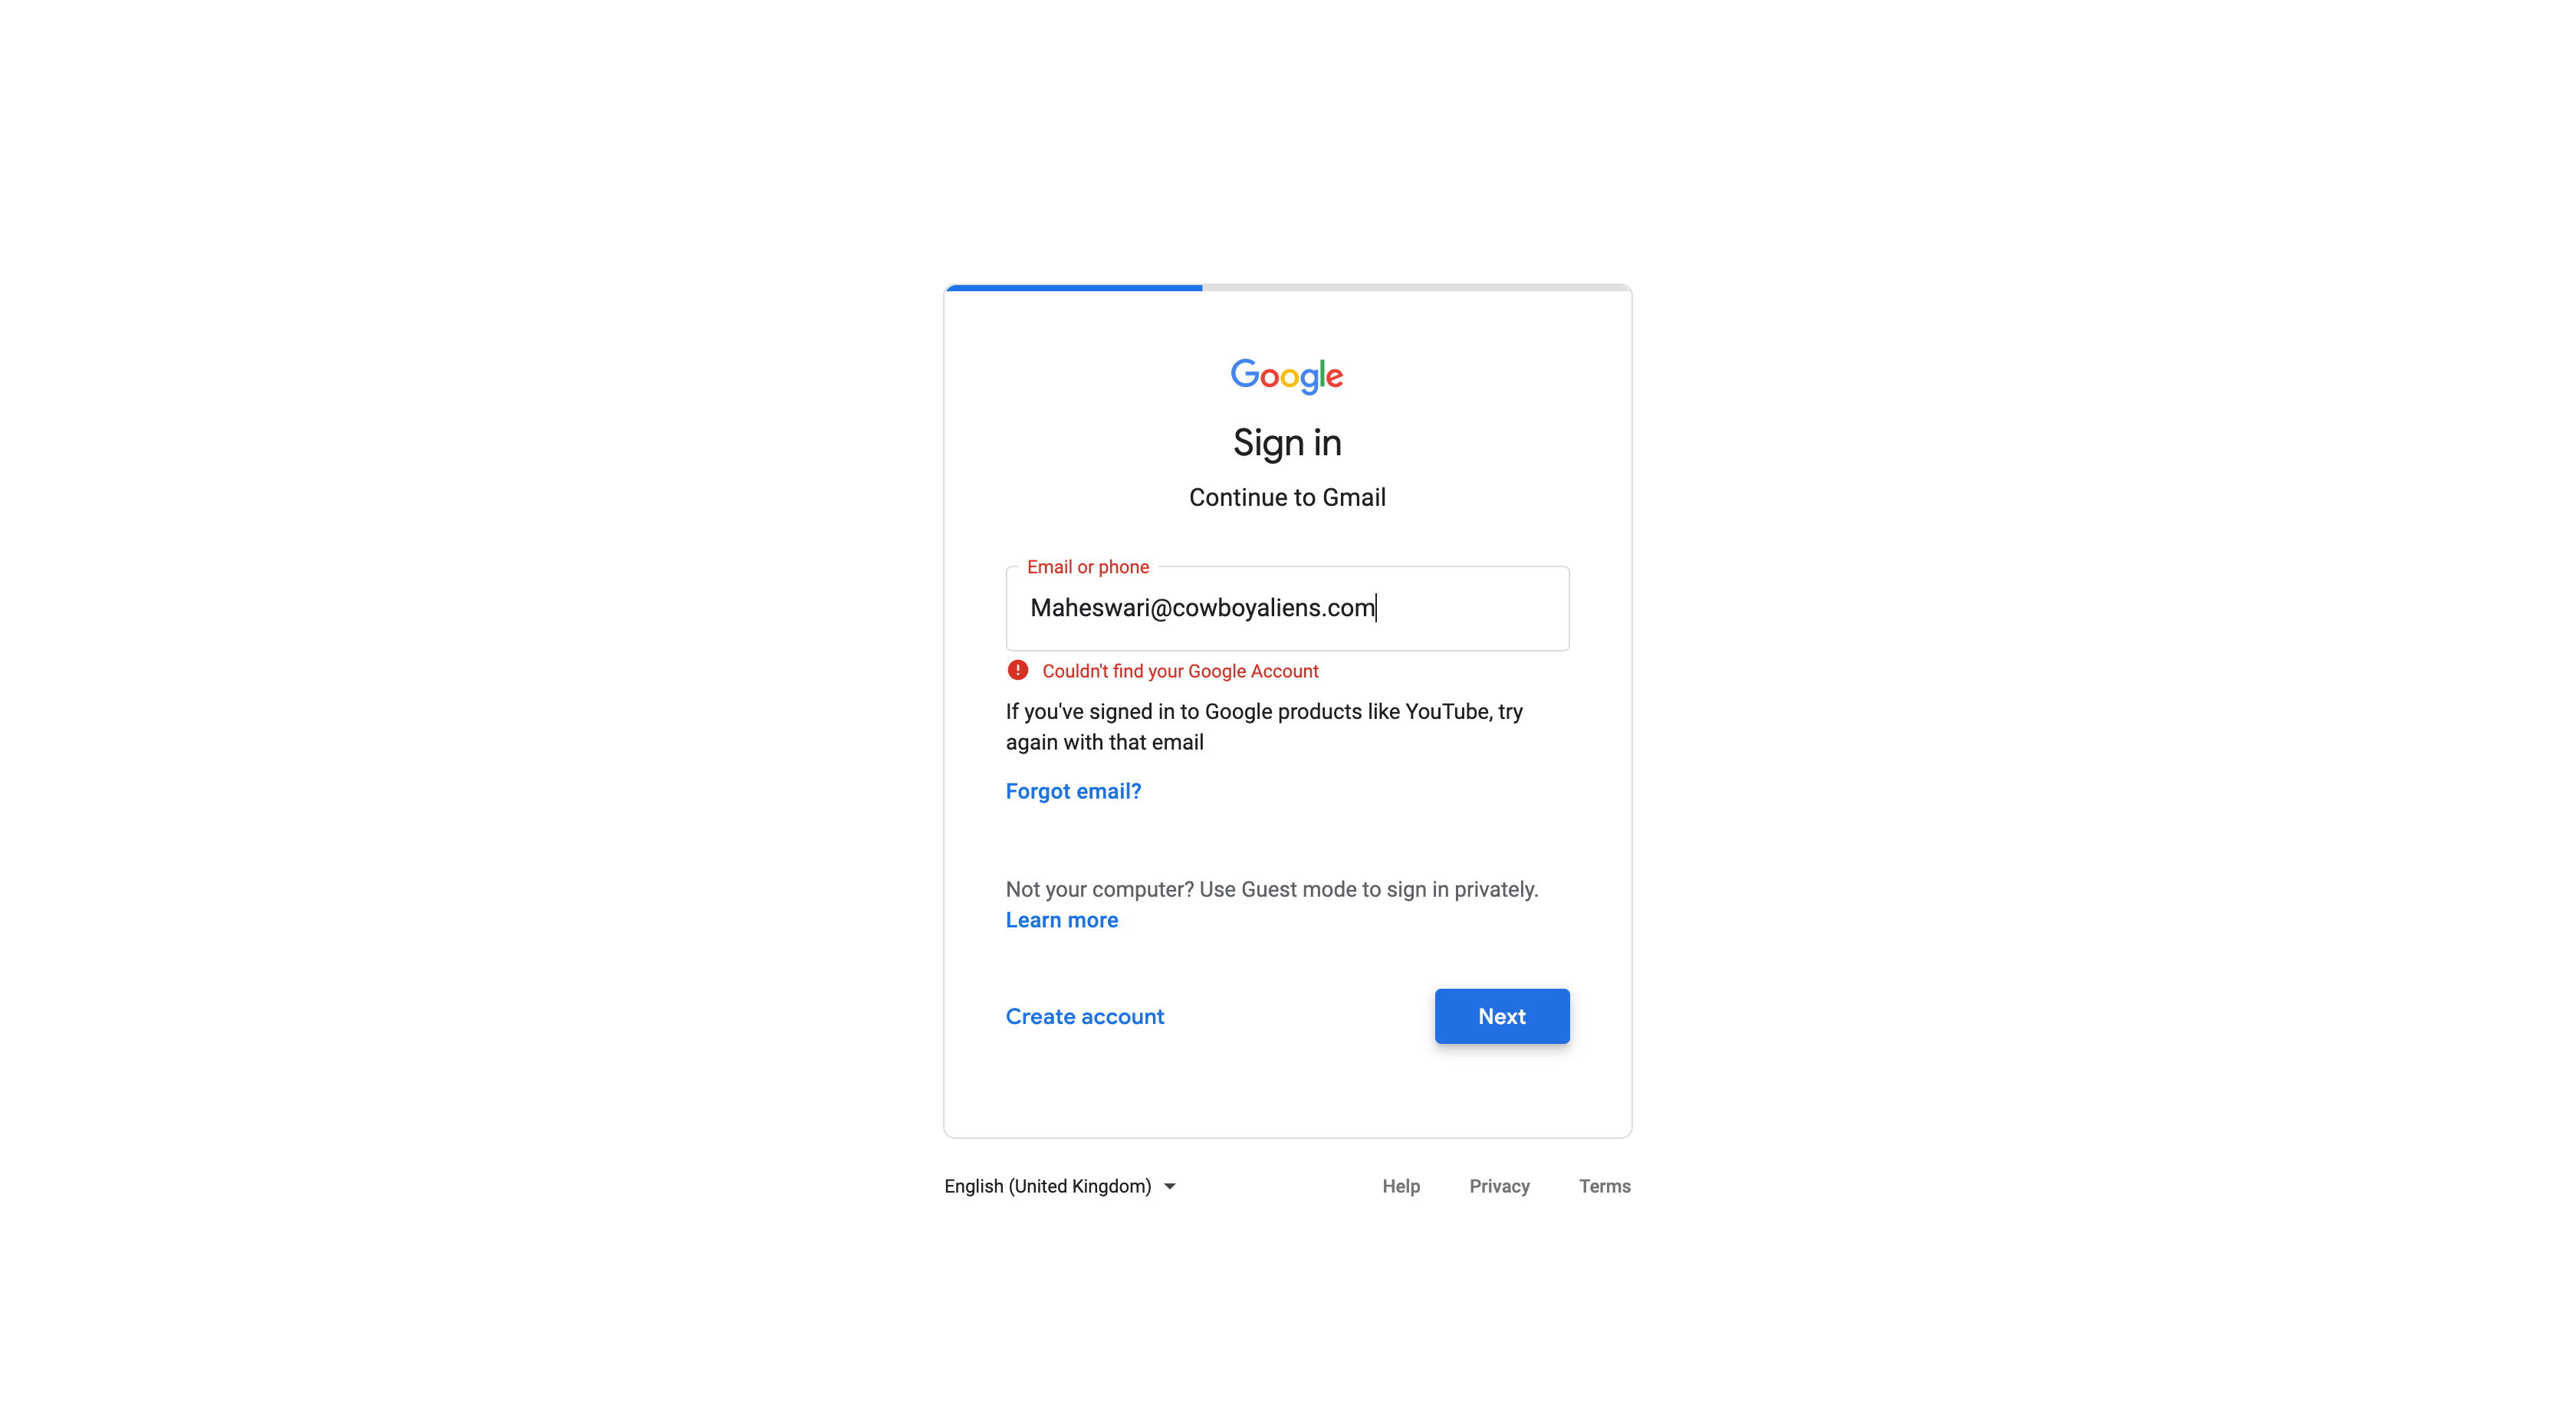 Google
Sign in
Continue to Gmail
Email or phone
Maheswari@cowboyaliens.com
Couldn't find your Google Account
If you've signed in to Google products like YouTube, try
again with that email
Forgot email?
Not your computer? Use Guest mode to sign in privately.
Learn more
Create account
Next
English (United Kingdom)
Help
Privacy
Terms